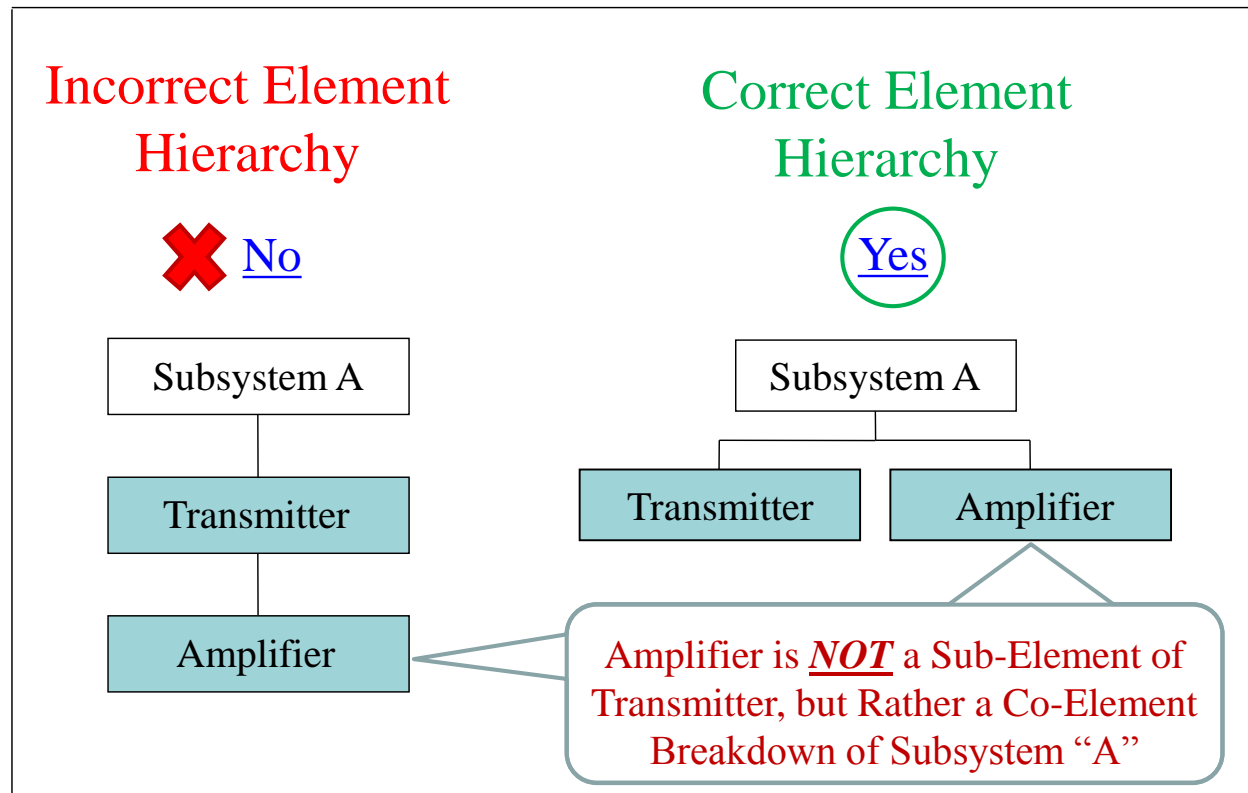 Incorrect Element
Hierarchy
No
Subsystem A
Transmitter
Amplifier
Correct Element
Hierarchy
Yes
Subsystem A
Transmitter
Amplifier
Amplifier is NOT a Sub-Element of
Transmitter, but Rather a Co-Element
Breakdown of Subsystem “A”